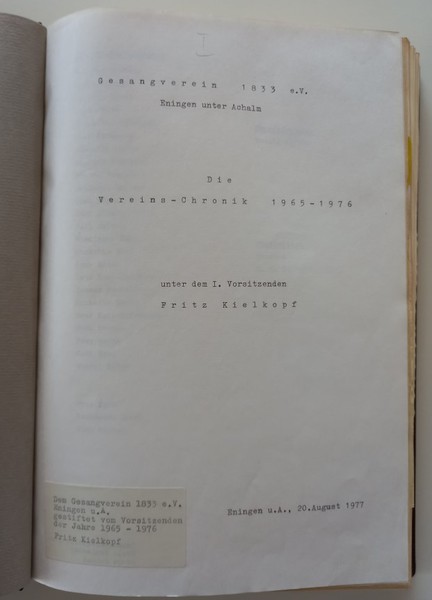 I
Gesangverein 1833 e.V.
Eningen unter Achalm
Die
Vereins-Chronik 1965-1976
unter dem I. Vorsitzenden
Fritz Kielkopf
Dem Gesangverein 1833 e.V.
Eningen u.A.
gestiftet von Vorsitzenden
der Jahre 1965 - 1976
Fritz Kielkopf
Eningen u.A., 20.August 1977